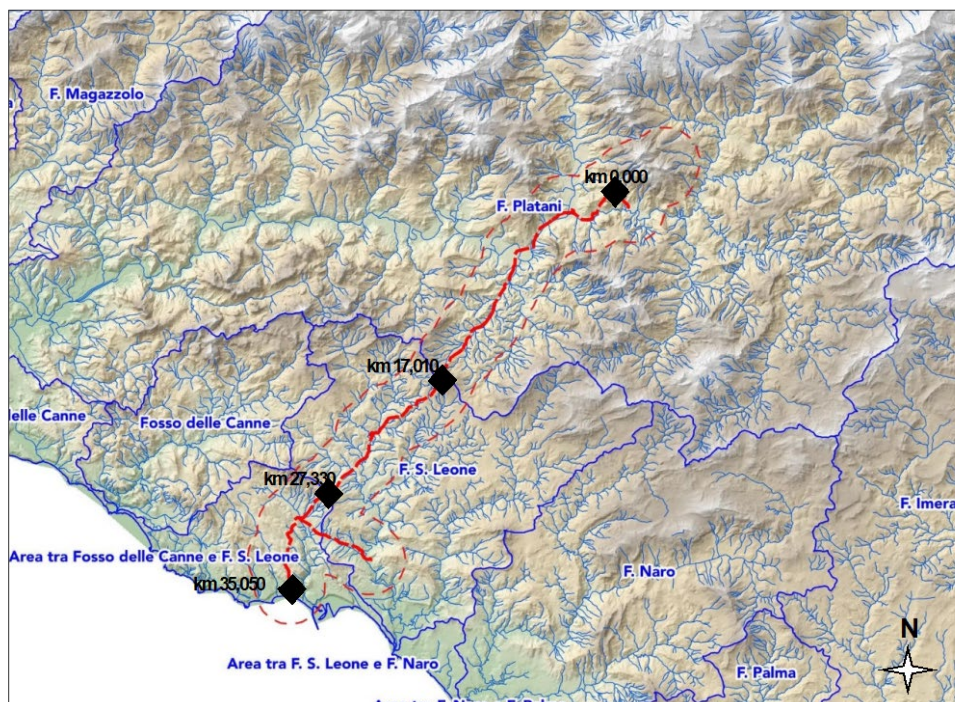 F. Magazzolo
km 0,000
F. Platani
km 17,010
delle Canne
Fosso delle Canne
F. S. Leone
km 27,330
F. Imera
Area tra Fosso delle Canne e F. S. Leone
F. Naro
km 35,050
N
Area tra F. S. Leone e F. Naro
F. Palma